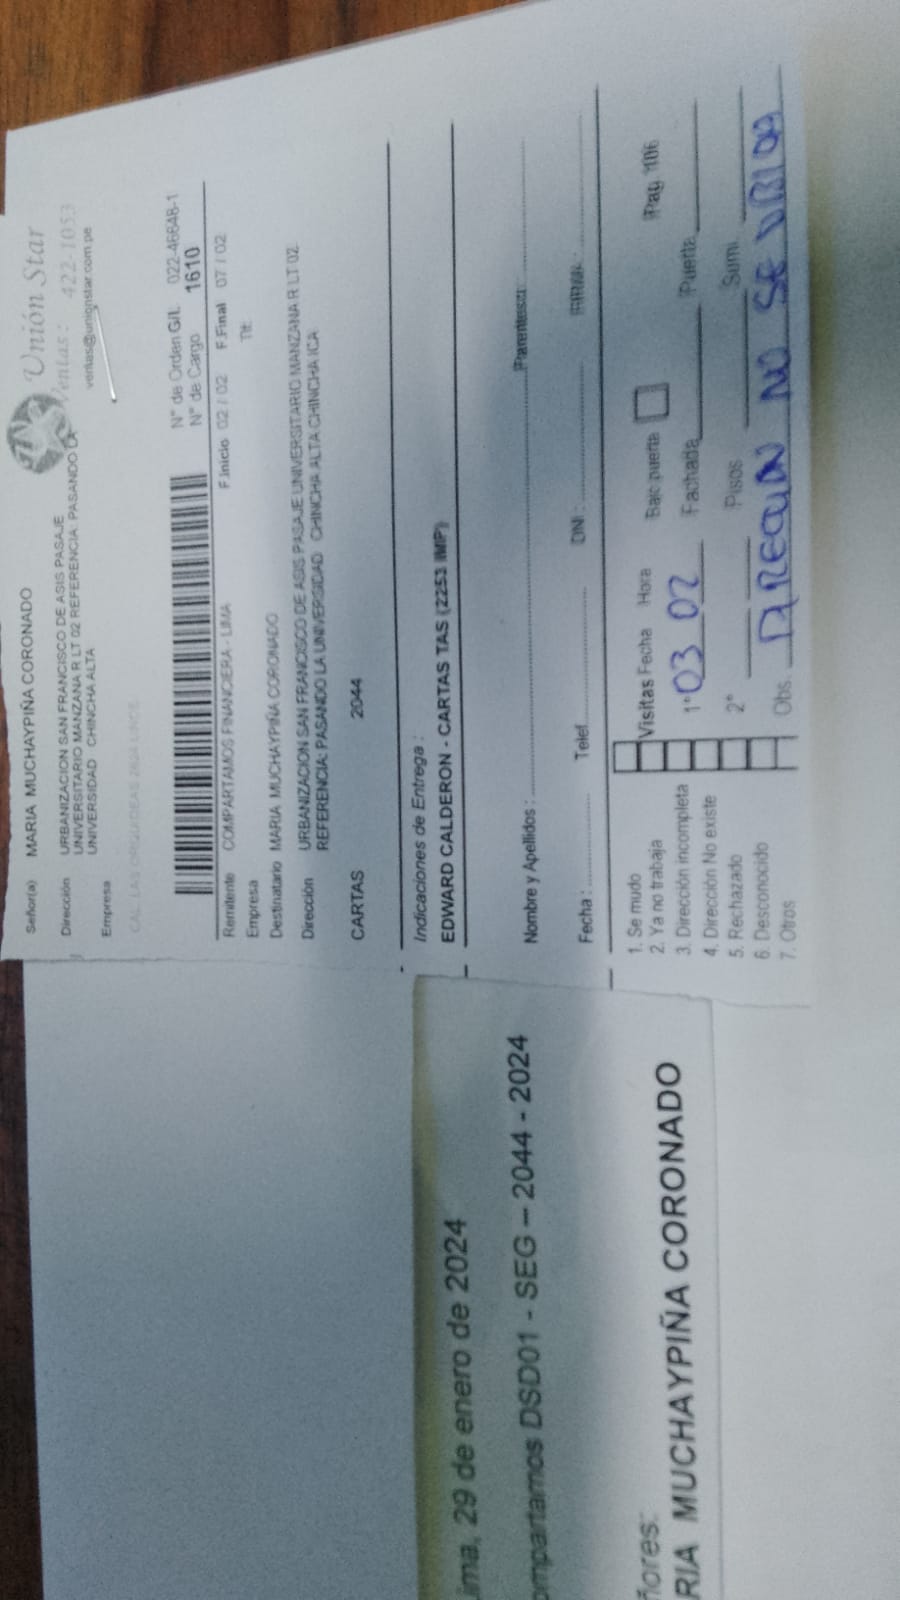 Unión Star
Ventas: 422-1053
ventas@unionstar.com.pe
Señor(a) MARIA MUCHAYPIÑA CORONADO
Dirección URBANIZACION SAN FRANCISCO DE ASIS PASAJE
UNIVERSITARIO MANZANA R LT 02 REFERENCIA: PASANDO LA
UNIVERSIDAD CHINCHA ALTA
Empresa
N° de Orden G/L 022-46848-1
N° de Cargo 1610
Remitente COMPARTAMOS FINANCIERA - LIMA F.Inicio 02 / 02 F.Final 07 / 02
Empresa Tlf:
Destinatario MARIA MUCHAYPIÑA CORONADO
Dirección URBANIZACION SAN FRANCISCO DE ASIS PASAJE UNIVERSITARIO MANZANA R LT 02
REFERENCIA: PASANDO LA UNIVERSIDAD CHINCHA ALTA CHINCHA ICA
CARTAS 2044
Indicaciones de Entrega :
EDWARD CALDERON - CARTAS TAS (2253 IMP)
Nombre y Apellidos : Parentesco
Fecha : Telef. DNI : FIRMA :
1. Se mudo
2. Ya no trabaja
3. Dirección incompleta
4. Dirección No existe
5. Rechazado
6. Desconocido
7. Otros
Visitas Fecha Hora Bajo puerta Pag 106
1° 03 02 Fachada Puerta
2° Pisos Sumi.
Obs. DIRECCION NO SE UBICA
Lima, 29 de enero de 2024
Compartamos DSD01 - SEG – 2044 - 2024
Señores:
MARIA MUCHAYPIÑA CORONADO